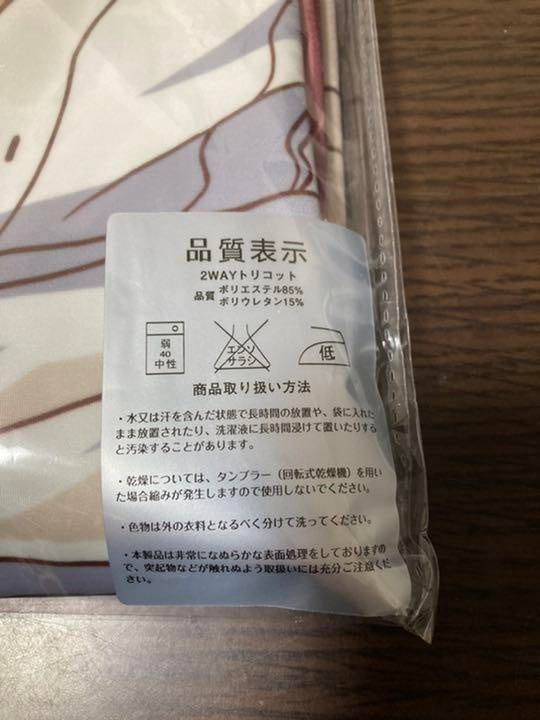 品質表示
2WAYトリコット
品質 ポリエステル85%
ポリウレタン15%
弱
40
中性
エンソ
サラシ
低
商品取り扱い方法
・水又は汗を含んだ状態で長時間の放置や、袋に入れた
まま放置されたり、洗濯液に長時間浸けて置いたりする
と汚染することがあります。
・乾燥については、タンブラー（回転式乾燥機）を用い
た場合縮みが発生しますので使用しないでください。
・色物は外の衣料となるべく分けて洗ってください。
・本製品は非常になめらかな表面処理をしておりますの
で、突起物などが触れぬよう取扱いには充分ご注意くだ
さい。